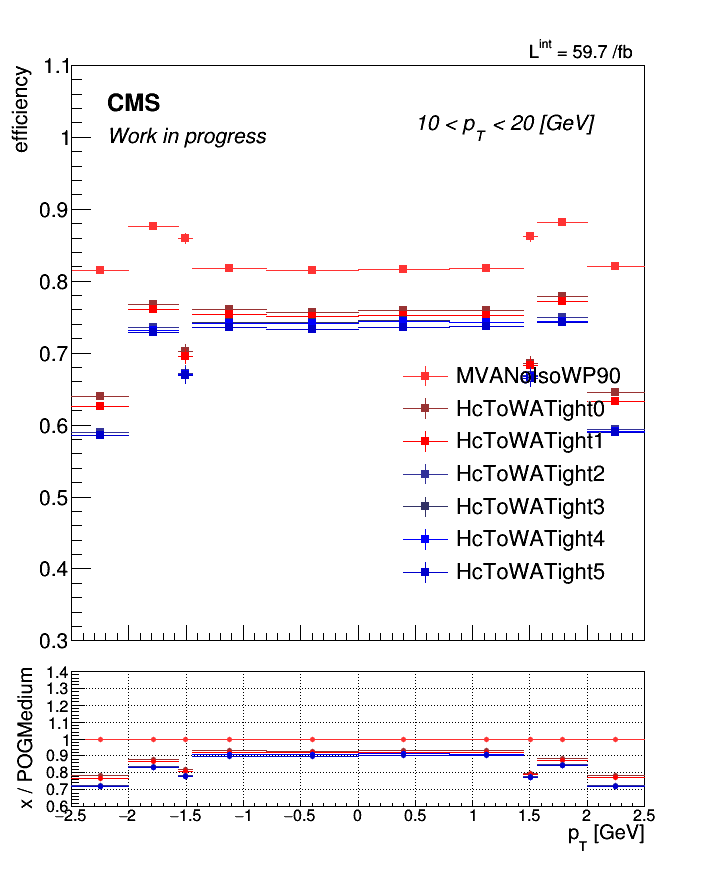 L^int = 59.7 /fb
efficiency
1.1
CMS
Work in progress
10 < p_T < 20 [GeV]
1
0.9
0.8
0.7
0.6
0.5
0.4
0.3
MVANoIsoWP90
HcToWATight0
HcToWATight1
HcToWATight2
HcToWATight3
HcToWATight4
HcToWATight5
x / POGMedium
1.4
1.3
1.2
1.1
1
0.9
0.8
0.7
0.6
−2.5 −2 −1.5 −1 −0.5 0 0.5 1 1.5 2 2.5
p_T [GeV]